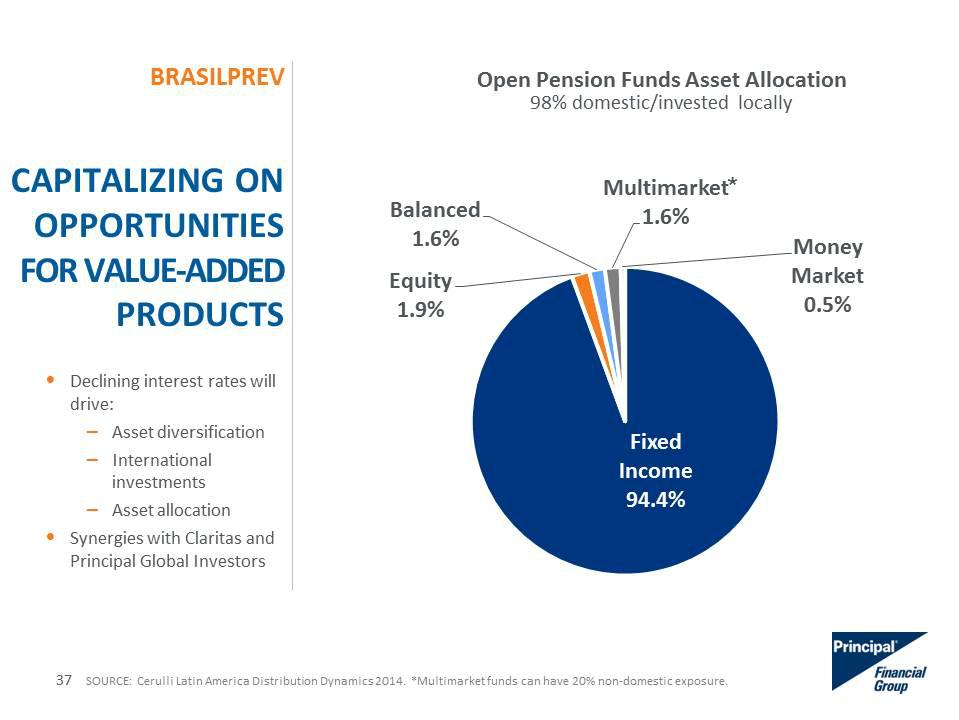 BRASILPREV
CAPITALIZING ON
OPPORTUNITIES
FOR VALUE-ADDED
PRODUCTS
• Declining interest rates will
drive:
– Asset diversification
– International
investments
– Asset allocation
• Synergies with Claritas and
Principal Global Investors
Open Pension Funds Asset Allocation
98% domestic/invested locally
Multimarket*
1.6%
Balanced
1.6%
Money
Market
0.5%
Equity
1.9%
Fixed
Income
94.4%
Principal®
Financial
Group
37 SOURCE: Cerulli Latin America Distribution Dynamics 2014. *Multimarket funds can have 20% non-domestic exposure.